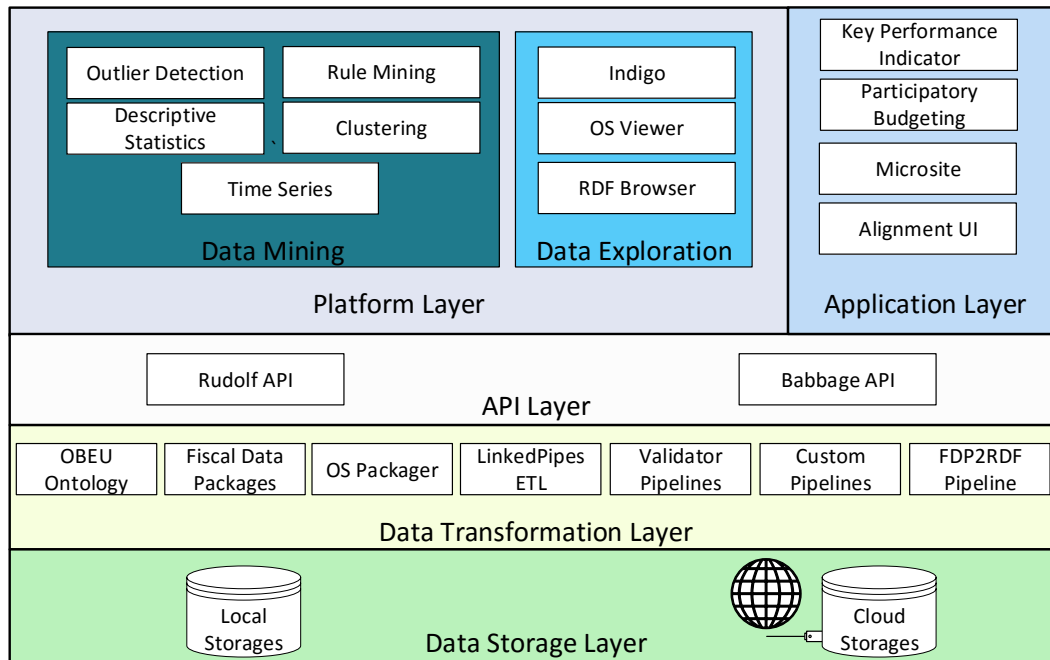 Outlier Detection
Rule Mining
Descriptive
Statistics
、
Clustering
Time Series
Data Mining
Indigo
OS Viewer
RDF Browser
Data Exploration
Platform Layer
Key Performance
Indicator
Participatory
Budgeting
Microsite
Alignment UI
Application Layer
Rudolf API
Babbage API
API Layer
OBEU
Ontology
Fiscal Data
Packages
OS Packager
LinkedPipes
ETL
Validator
Pipelines
Custom
Pipelines
FDP2RDF
Pipeline
Data Transformation Layer
Local
Storages
Cloud
Storages
Data Storage Layer